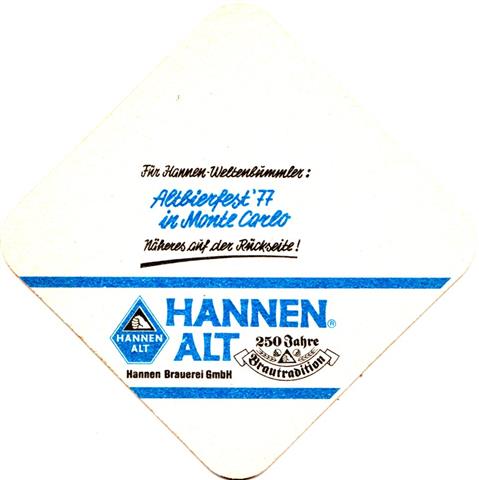 Für Hannen-Weltenbummler:
Altbierfest '77
in Monte Carlo
Näheres auf der Rückseite!
HANNEN
ALT
HANNEN®
ALT
250 Jahre
Brautradition
Hannen Brauerei GmbH